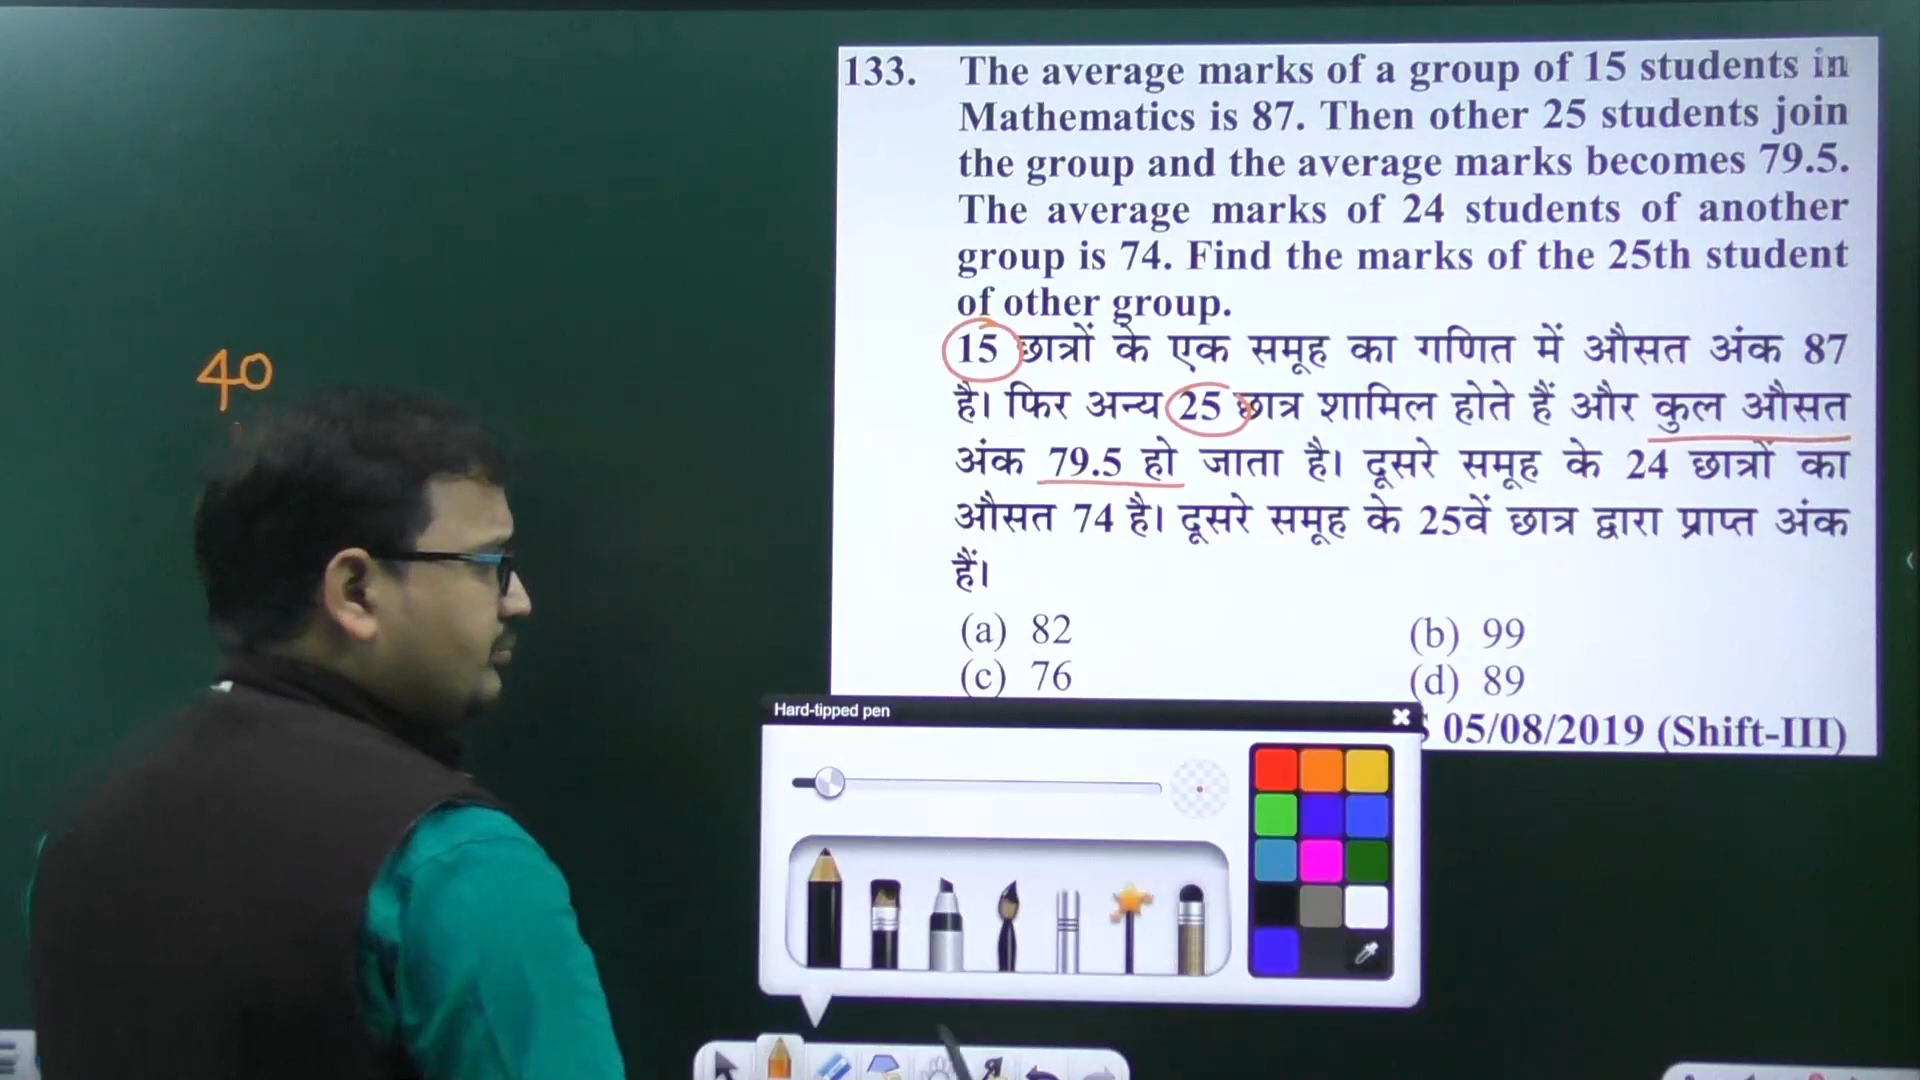 133. The average marks of a group of 15 students in
Mathematics is 87. Then other 25 students join
the group and the average marks becomes 79.5.
The average marks of 24 students of another
group is 74. Find the marks of the 25th student
of other group.
15 छात्रों के एक समूह का गणित में औसत अंक 87
है। फिर अन्य 25 छात्र शामिल होते हैं और कुल औसत
अंक 79.5 हो जाता है। दूसरे समूह के 24 छात्रों का
औसत 74 है। दूसरे समूह के 25वें छात्र द्वारा प्राप्त अंक
हैं।
(a) 82 (b) 99
(c) 76 (d) 89
05/08/2019 (Shift-III)
40
Hard-tipped pen